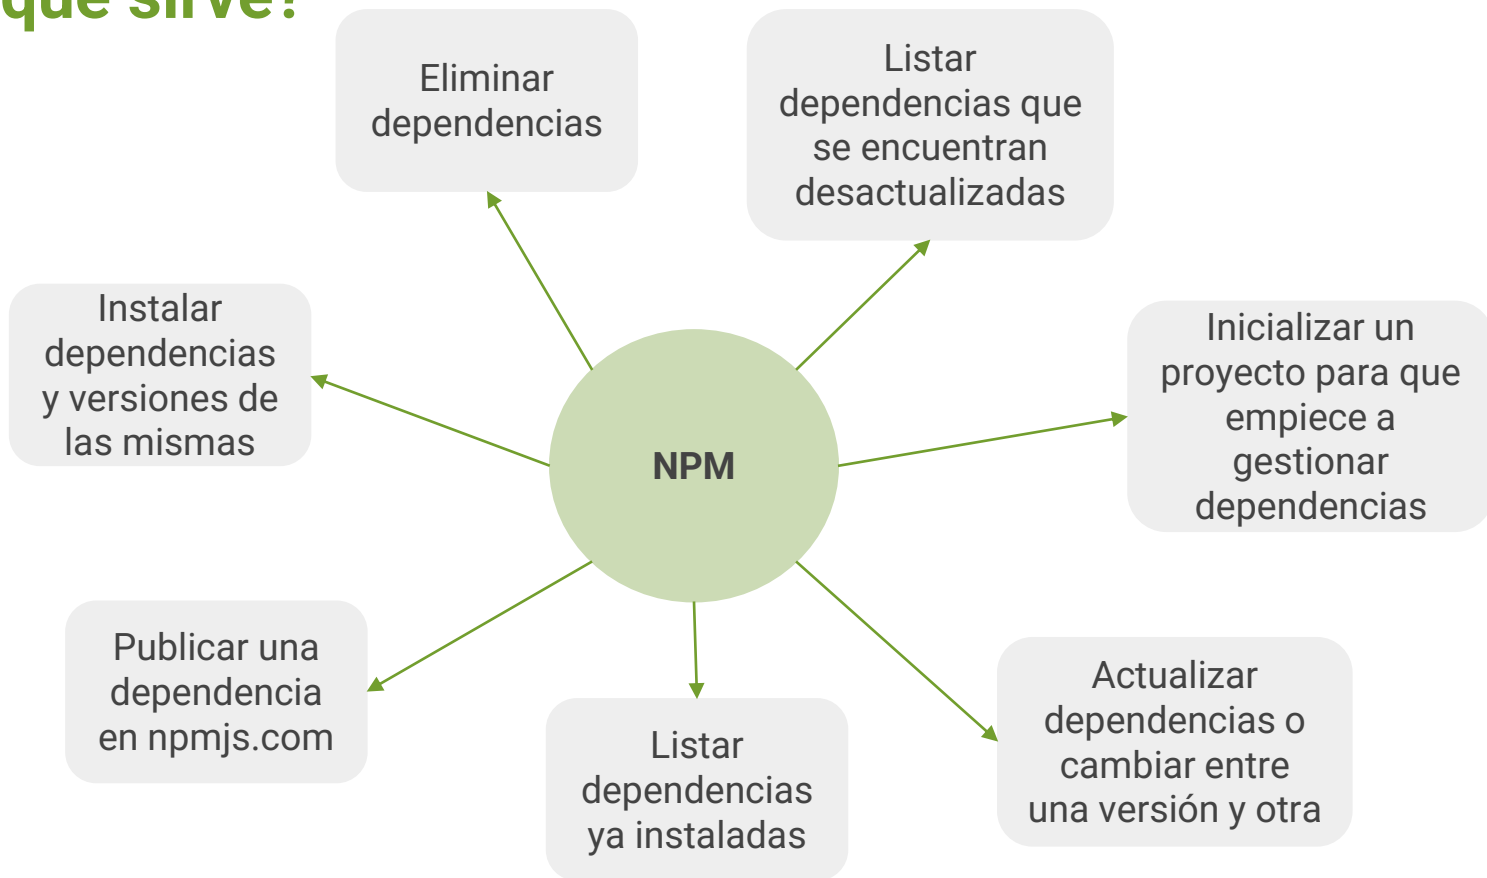 que sirve?
Eliminar
dependencias
Listar
dependencias que
se encuentran
desactualizadas
Instalar
dependencias
y versiones de
las mismas
Inicializar un
proyecto para que
empiece a
gestionar
dependencias
NPM
Publicar una
dependencia
en npmjs.com
Listar
dependencias
ya instaladas
Actualizar
dependencias o
cambiar entre
una versión y otra